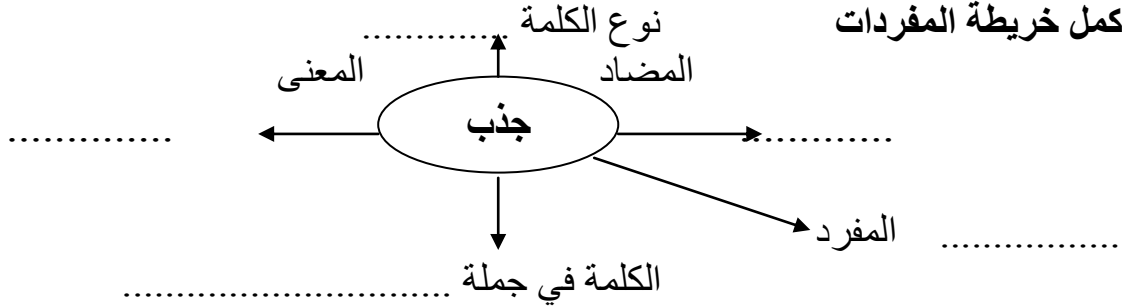 كمل خريطة المفردات
نوع الكلمة ..............
المضاد
المعنى
جذب
............
.............
المفرد .................
الكلمة في جملة ............................